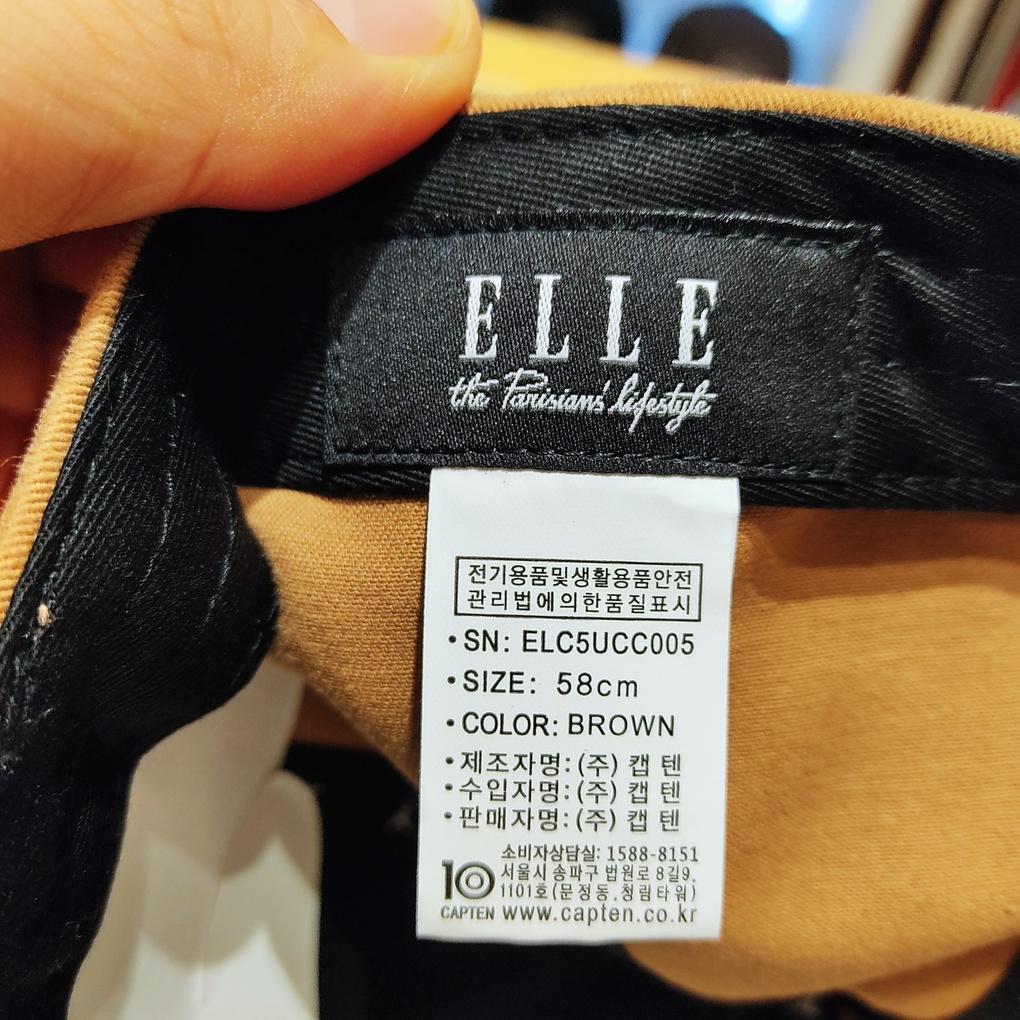 ELLE
the Parisians' lifestyle
전기용품및생활용품안전
관리법에의한품질표시
•SN: ELC5UCC005
•SIZE: 58cm
•COLOR: BROWN
•제조자명: (주) 캡 텐
•수입자명: (주) 캡 텐
•판매자명: (주) 캡 텐
소비자상담실: 1588-8151
서울시 송파구 법원로 8길9.
1101호(문정동.청림타워)
10
CAPTEN www.capten.co.kr